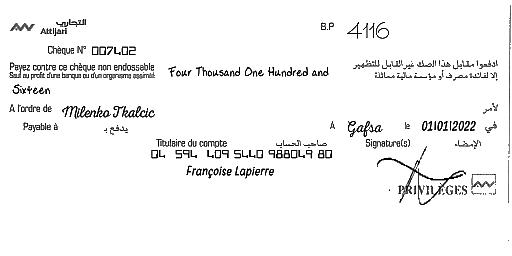 التجاري
Attijari
B.P 4116
Chèque N° 007402
Payez contre ce chèque non endossable
ادفعوا مقابل هذا الصك غير القابل للتظهير
Sauf au profit d'une banque ou d'un organisme assimilé
إلا لفائدة مصرف أو مؤسسة مالية مماثلة
Four Thousand One Hundred and
Sixteen
A l'ordre de Milenko Tkalcic
لأمر
Payable à يدفع بـ
A Gafsa le 01/01/2022 في
Titulaire du compte صاحب الحساب
Signature(s) الإمضاء
04 594 409 5440 988049 80
Françoise Lapierre
PRIVILÈGES